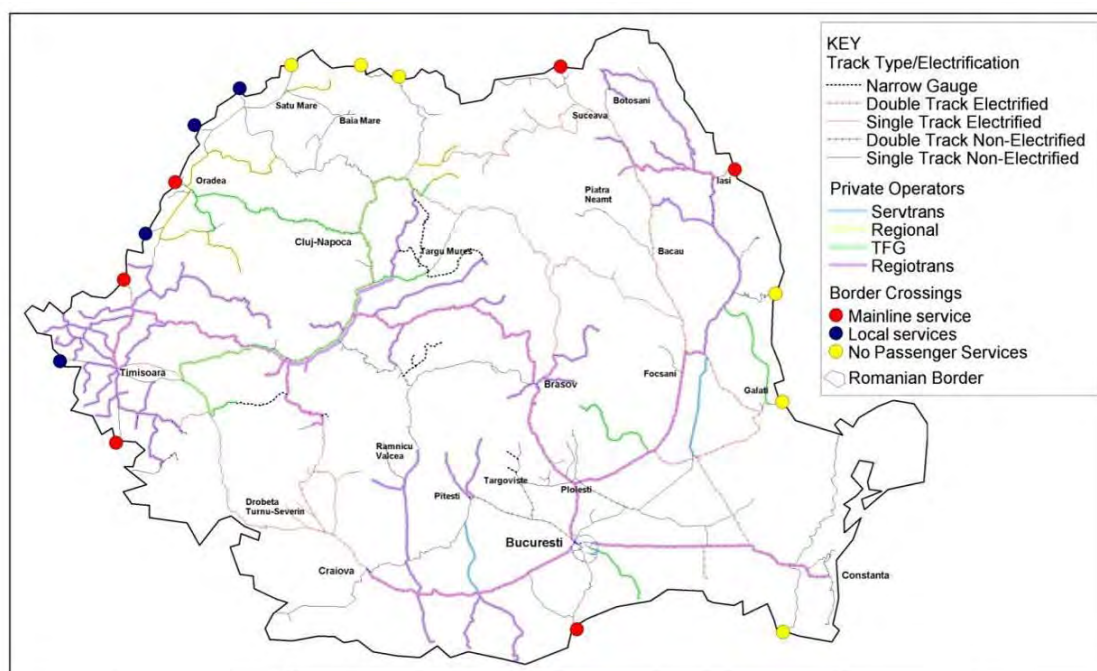 KEY
Track Type/Electrification
Narrow Gauge
Double Track Electrified
Single Track Electrified
Double Track Non-Electrified
Single Track Non-Electrified
Private Operators
Servtrans
Regional
TFG
Regiotrans
Border Crossings
Mainline service
Local services
No Passenger Services
Romanian Border
Satu Mare
Baia Mare
Botosani
Suceava
Oradea
Iasi
Piatra
Neamt
Cluj-Napoca
Targu Mures
Bacau
Timisoara
Brasov
Focsani
Galati
Ramnicu
Valcea
Targoviste
Ploiesti
Pitesti
Drobeta
Turnu-Severin
Bucuresti
Craiova
Constanta